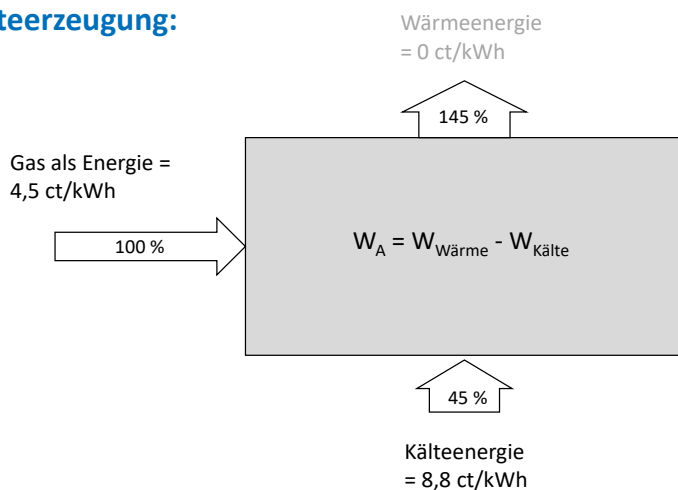 teerzeugung:
Wärmeenergie
= 0 ct/kWh
145 %
Gas als Energie =
4,5 ct/kWh
100 %
W_A = W_Wärme - W_Kälte
45 %
Kälteenergie
= 8,8 ct/kWh